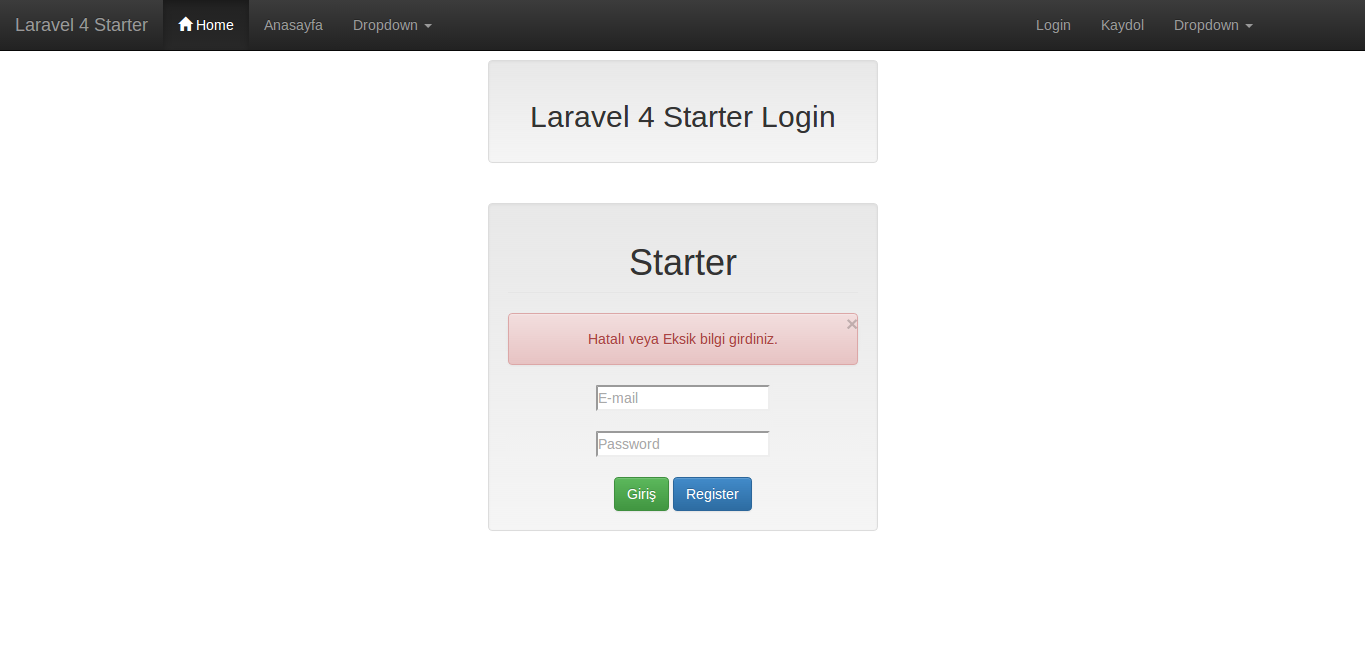 Laravel 4 Starter Home Anasayfa Dropdown Login Kaydol Dropdown
Laravel 4 Starter Login
Starter
×
Hatalı veya Eksik bilgi girdiniz.
E-mail
Password
Giriş Register